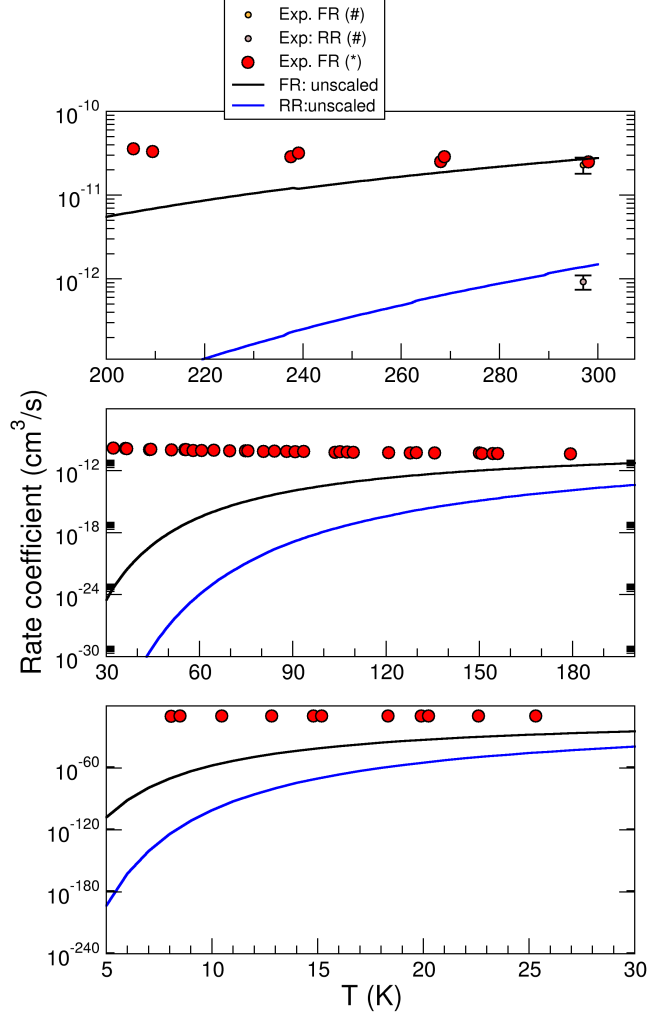 Exp. FR (#)
Exp: RR (#)
Exp. FR (*)
FR: unscaled
RR:unscaled
10^-10
10^-11
10^-12
200 220 240 260 280 300
Rate coefficient (cm^3/s)
10^-12
10^-18
10^-24
10^-30
30 60 90 120 150 180
10^-60
10^-120
10^-180
10^-240
5 10 15 20 25 30
T (K)